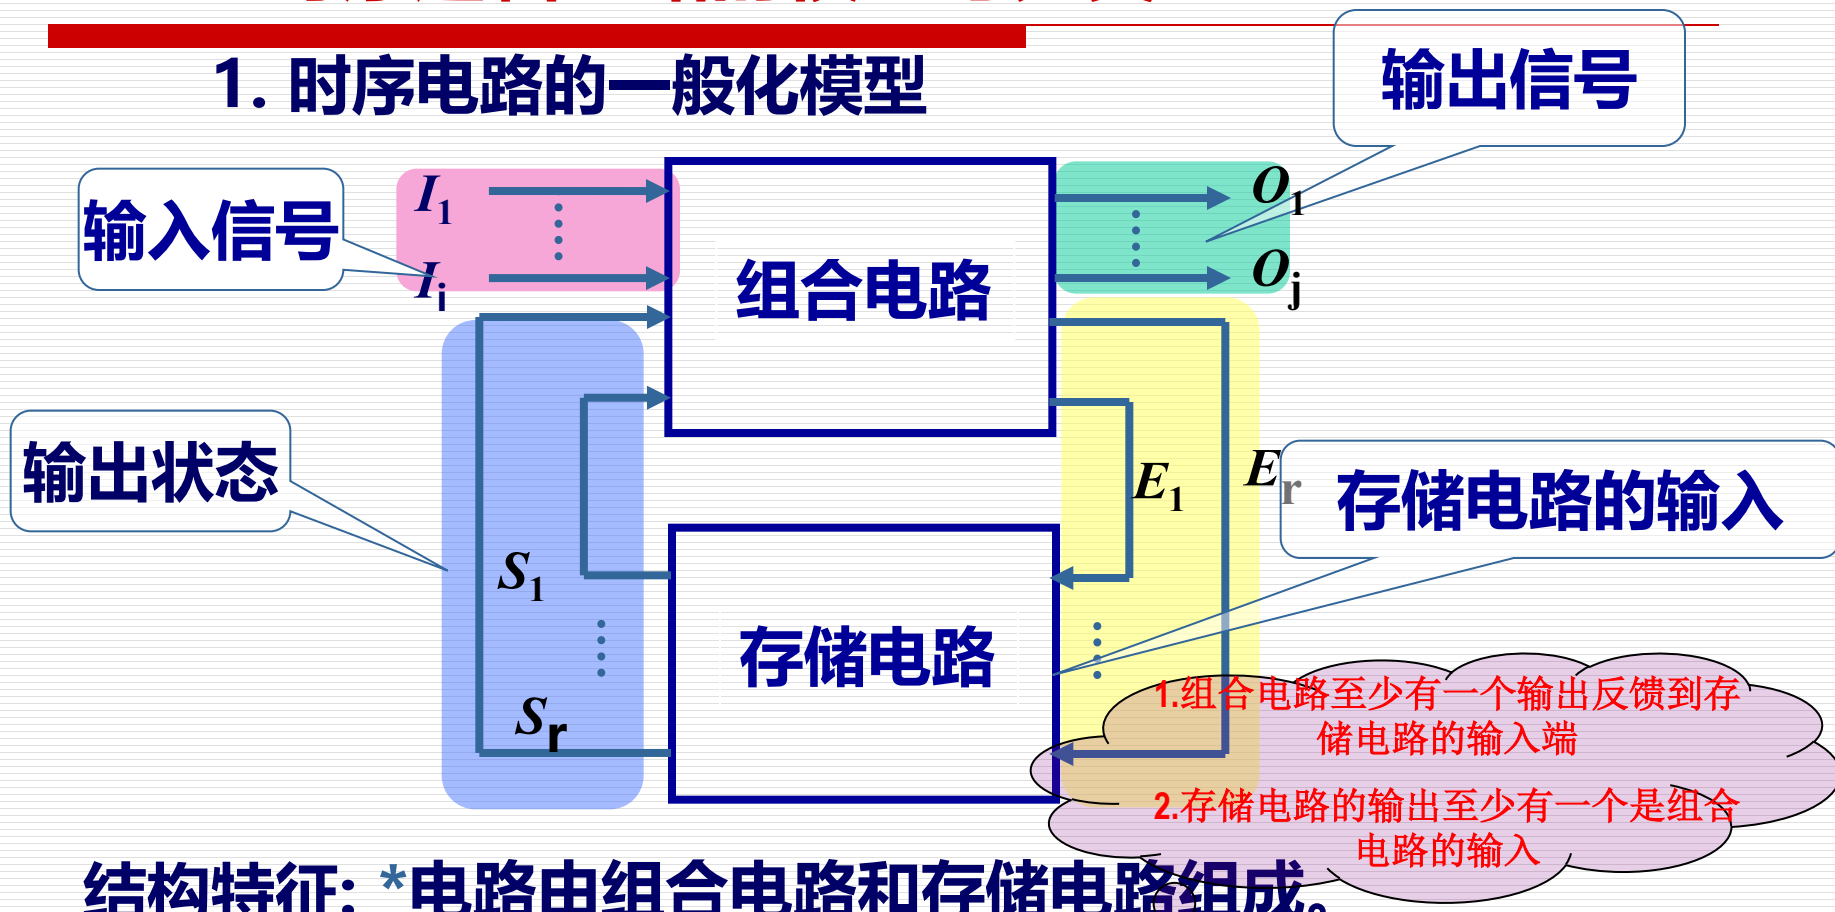 1. 时序电路的一般化模型
输出信号
输入信号
I1
Ii
O1
Oj
组合电路
输出状态
E1
Er
存储电路的输入
S1
Sr
存储电路
1.组合电路至少有一个输出反馈到存
储电路的输入端
2.存储电路的输出至少有一个是组合
电路的输入
结构特征: *电路由组合电路和存储电路组成。